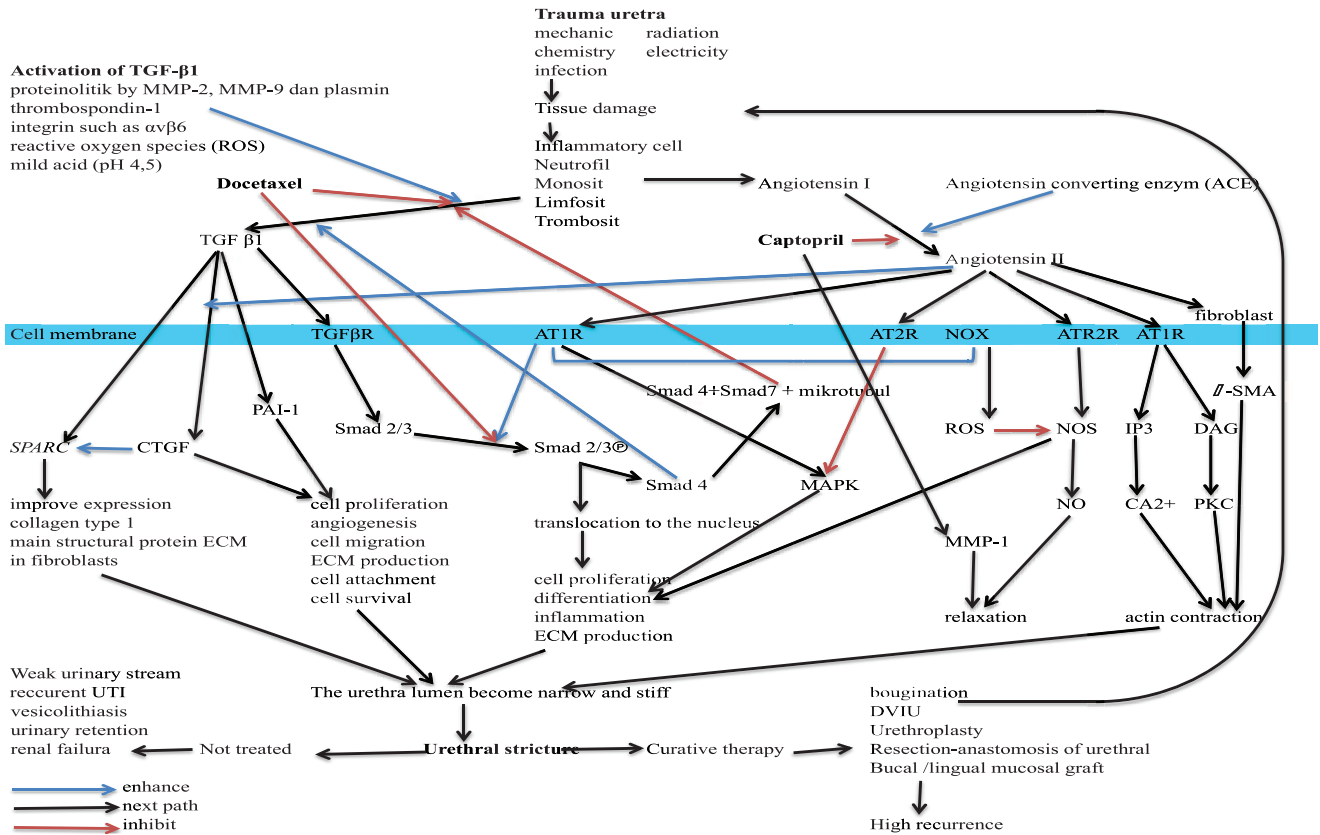 Trauma uretra
mechanic radiation
chemistry electricity
infection
Tissue damage
Inflammatory cell
Neutrofil
Monosit
Limfosit
Trombosit
Activation of TGF-β1
proteinolitik by MMP-2, MMP-9 dan plasmin
thrombospondin-1
integrin such as αvβ6
reactive oxygen species (ROS)
mild acid (pH 4,5)
Docetaxel
TGF β1
Angiotensin I
Angiotensin converting enzym (ACE)
Captopril
Angiotensin II
fibroblast
Cell membrane
TGFβR
AT1R
AT2R
NOX
ATR2R
AT1R
Smad 4+Smad7 + mikrotubul
-SMA
PAI-1
Smad 2/3
SPARC
CTGF
Smad 2/3℗
Smad 4
MAPK
ROS
NOS
IP3
DAG
NO
CA2+
PKC
MMP-1
improve expression
collagen type 1
main structural protein ECM
in fibroblasts
cell proliferation
angiogenesis
cell migration
ECM production
cell attachment
cell survival
translocation to the nucleus
cell proliferation
differentiation
inflammation
ECM production
relaxation
actin contraction
Weak urinary stream
reccurent UTI
vesicolithiasis
urinary retention
renal failura
The urethra lumen become narrow and stiff
Not treated
Urethral stricture
Curative therapy
bougination
DVIU
Urethroplasty
Resection-anastomosis of urethral
Bucal /lingual mucosal graft
High recurrence
enhance
next path
inhibit